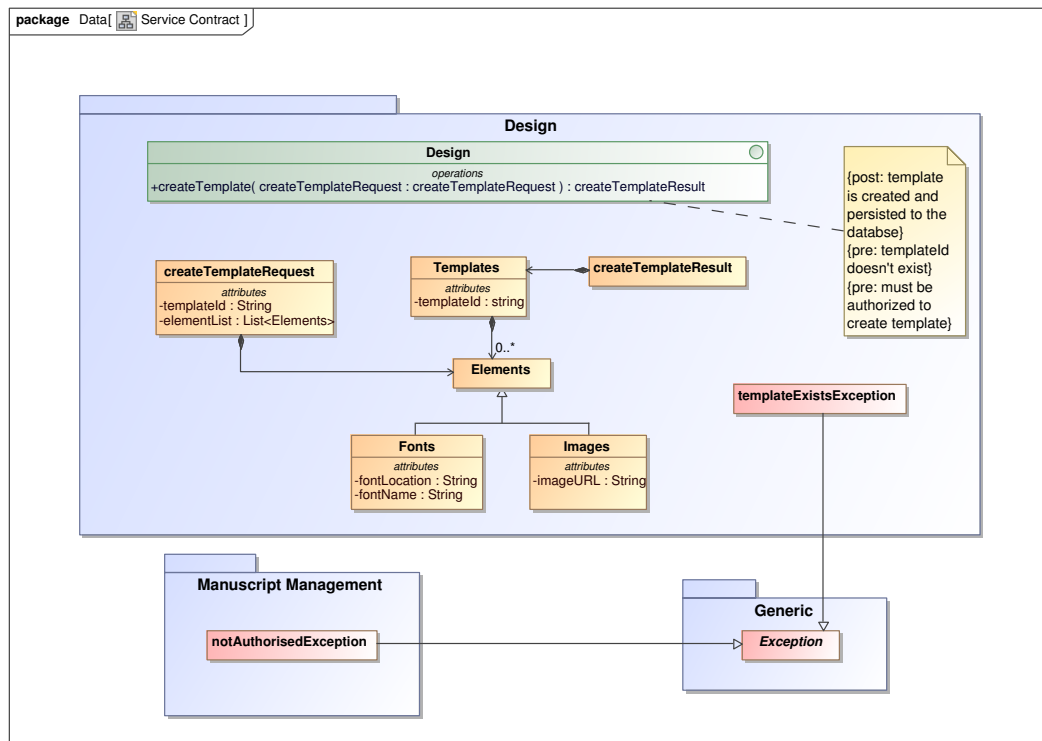 package Data[ Service Contract ]
Design
Design
operations
+createTemplate( createTemplateRequest : createTemplateRequest ) : createTemplateResult
{post: template
is created and
persisted to the
databse}
{pre: templateId
doesn't exist}
{pre: must be
authorized to
create template}
createTemplateRequest
attributes
-templateId : String
-elementList : List<Elements>
Templates
attributes
-templateId : string
createTemplateResult
0..*
Elements
templateExistsException
Fonts
attributes
-fontLocation : String
-fontName : String
Images
attributes
-imageURL : String
Manuscript Management
notAuthorisedException
Generic
Exception